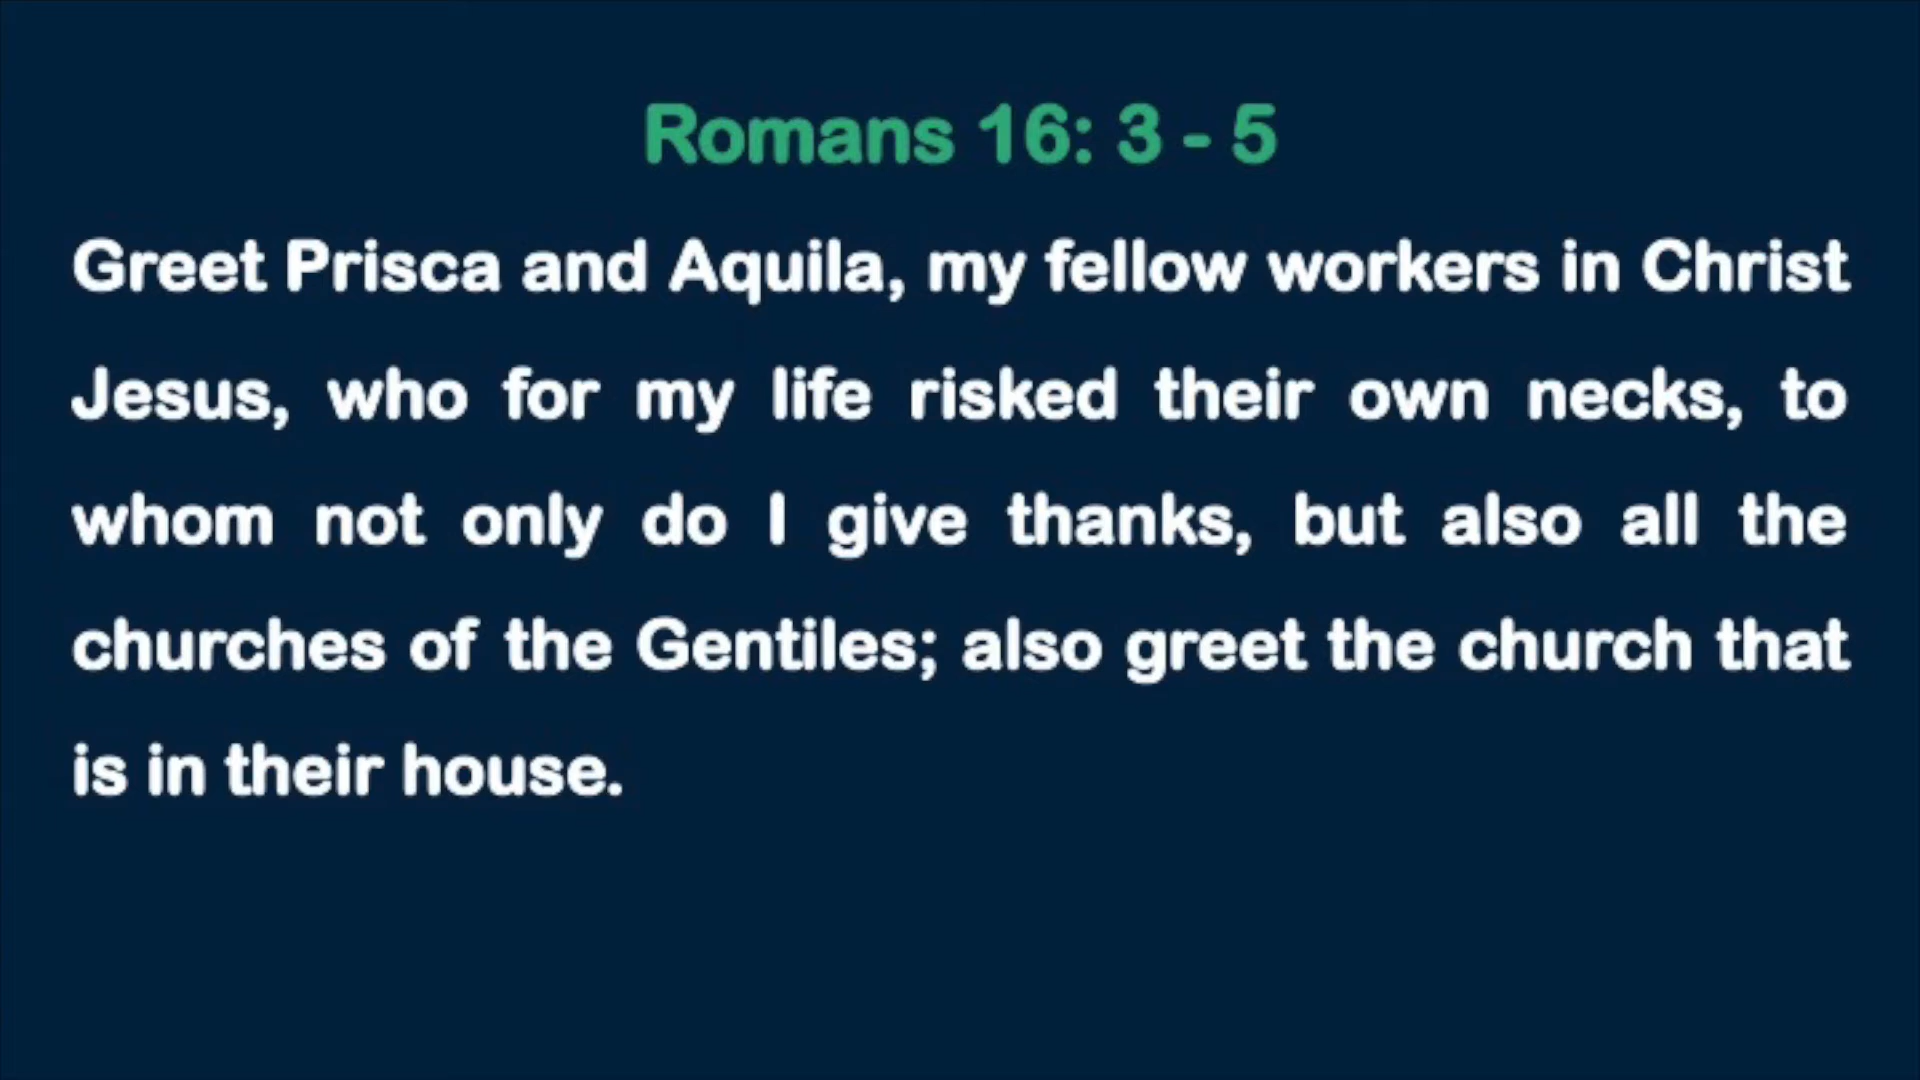 Romans 16: 3 - 5
Greet Prisca and Aquila, my fellow workers in Christ
Jesus, who for my life risked their own necks, to
whom not only do I give thanks, but also all the
churches of the Gentiles; also greet the church that
is in their house.